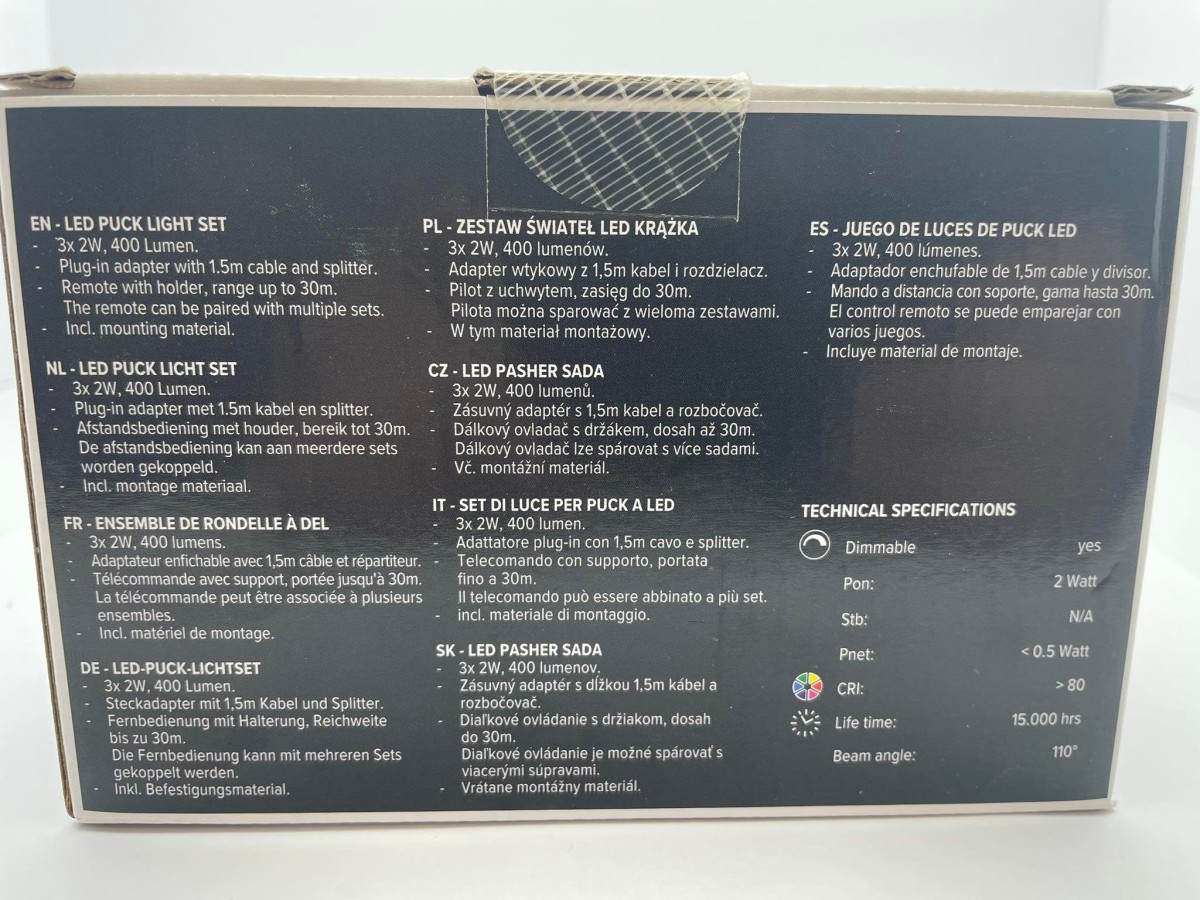 EN - LED PUCK LIGHT SET
- 3x 2W, 400 Lumen.
- Plug-in adapter with 1.5m cable and splitter.
- Remote with holder, range up to 30m.
The remote can be paired with multiple sets.
- Incl. mounting material.
NL - LED PUCK LICHT SET
- 3x 2W, 400 Lumen.
- Plug-in adapter met 1.5m kabel en splitter.
- Afstandsbediening met houder, bereik tot 30m.
De afstandsbediening kan aan meerdere sets
worden gekoppeld.
- Incl. montage materiaal.
FR - ENSEMBLE DE RONDELLE À DEL
- 3x 2W, 400 lumens.
- Adaptateur enfichable avec 1,5m câble et répartiteur.
- Télécommande avec support, portée jusqu'à 30m.
La télécommande peut être associée à plusieurs
ensembles.
- Incl. matériel de montage.
DE - LED-PUCK-LICHTSET
- 3x 2W, 400 Lumen.
- Steckadapter mit 1,5m Kabel und Splitter.
- Fernbedienung mit Halterung, Reichweite
bis zu 30m.
Die Fernbedienung kann mit mehreren Sets
gekoppelt werden.
- Inkl. Befestigungsmaterial.
PL - ZESTAW ŚWIATEŁ LED KRĄŻKA
- 3x 2W, 400 lumenów.
- Adapter wtykowy z 1,5m kabel i rozdzielacz.
- Pilot z uchwytem, zasięg do 30m.
Pilota można sparować z wieloma zestawami.
- W tym materiał montażowy.
CZ - LED PASHER SADA
- 3x 2W, 400 lumenů.
- Zásuvný adaptér s 1,5m kabel a rozbočovač.
- Dálkový ovladač s držákem, dosah až 30m.
Dálkový ovladač lze spárovat s více sadami.
- Vč. montážní materiál.
IT - SET DI LUCE PER PUCK A LED
- 3x 2W, 400 lumen.
- Adattatore plug-in con 1,5m cavo e splitter.
- Telecomando con supporto, portata
fino a 30m.
Il telecomando può essere abbinato a più set.
- incl. materiale di montaggio.
SK - LED PASHER SADA
- 3x 2W, 400 lumenov.
- Zásuvný adaptér s dĺžkou 1,5m kábel a
rozbočovač.
- Diaľkové ovládanie s držiakom, dosah
do 30m.
Diaľkové ovládanie je možné spárovať s
viacerými súpravami.
- Vrátane montážny materiál.
ES - JUEGO DE LUCES DE PUCK LED
- 3x 2W, 400 lúmenes.
- Adaptador enchufable de 1,5m cable y divisor.
- Mando a distancia con soporte, gama hasta 30m.
El control remoto se puede emparejar con
varios juegos.
- Incluye material de montaje.
TECHNICAL SPECIFICATIONS
Dimmable yes
Pon: 2 Watt
Stb: N/A
Pnet: < 0.5 Watt
CRI: > 80
Life time: 15.000 hrs
Beam angle: 110°